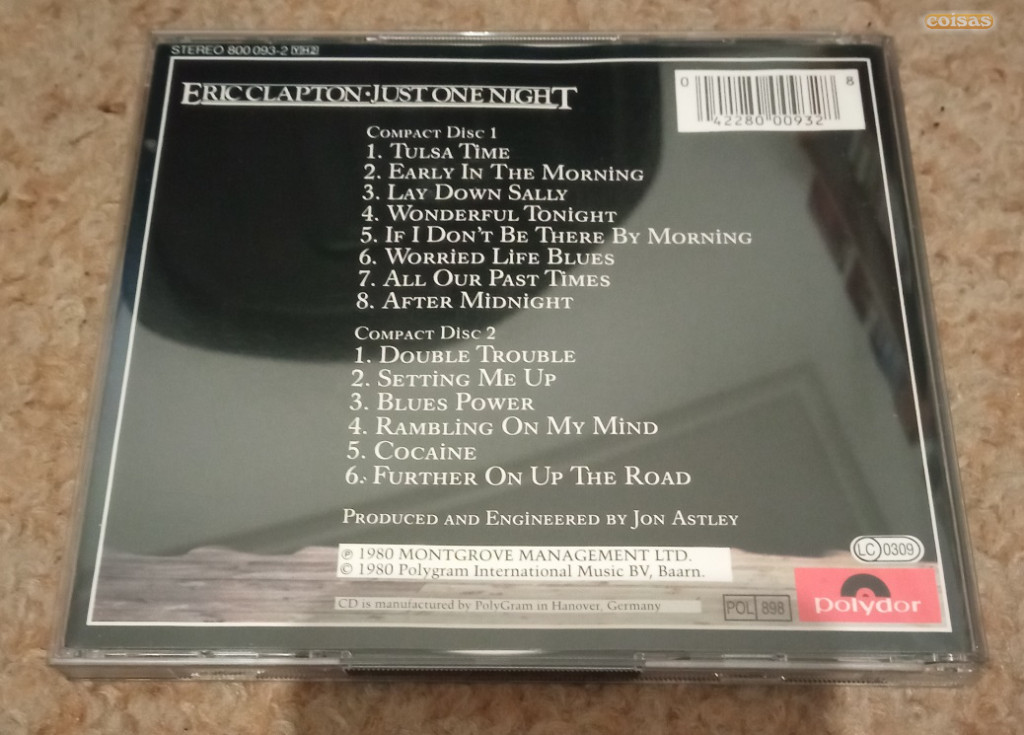 coisas
STEREO 800 093-2 Y.H 2
ERIC CLAPTON·JUST ONE NIGHT
0 42280 00932 8
COMPACT DISC 1
1. TULSA TIME
2. EARLY IN THE MORNING
3. LAY DOWN SALLY
4. WONDERFUL TONIGHT
5. IF I DON'T BE THERE BY MORNING
6. WORRIED LIFE BLUES
7. ALL OUR PAST TIMES
8. AFTER MIDNIGHT
COMPACT DISC 2
1. DOUBLE TROUBLE
2. SETTING ME UP
3. BLUES POWER
4. RAMBLING ON MY MIND
5. COCAINE
6. FURTHER ON UP THE ROAD
PRODUCED AND ENGINEERED BY JON ASTLEY
℗ 1980 MONTGROVE MANAGEMENT LTD.
© 1980 Polygram International Music BV, Baarn.
CD is manufactured by PolyGram in Hanover, Germany
LC 0309
POL 898
polydor